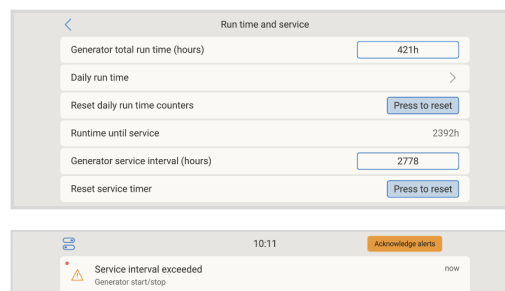 Run time and service
Generator total run time (hours) 421h
Daily run time
Reset daily run time counters Press to reset
Runtime until service 2392h
Generator service interval (hours) 2778
Reset service timer Press to reset
10:11 Acknowledge alerts
Service interval exceeded now
Generator start/stop